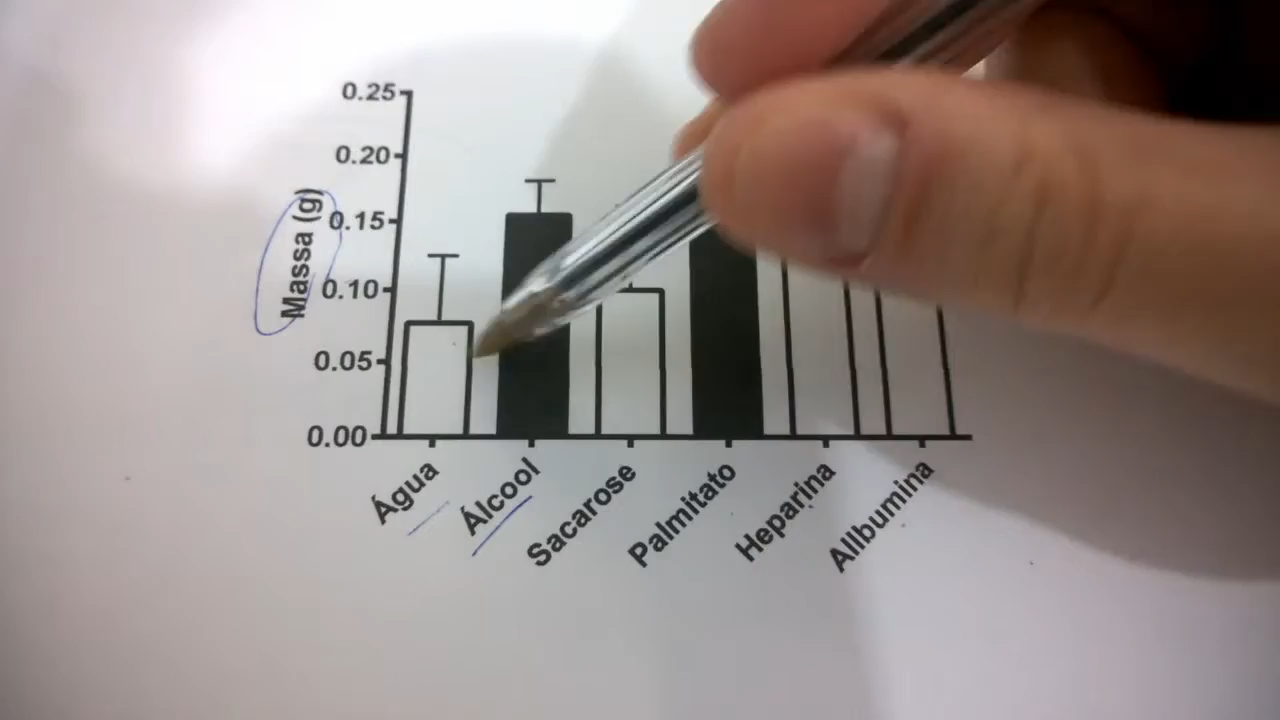 0.25
0.20
0.15
0.10
0.05
0.00
Massa (g)
Água
Álcool
Sacarose
Palmitato
Heparina
Allbumina